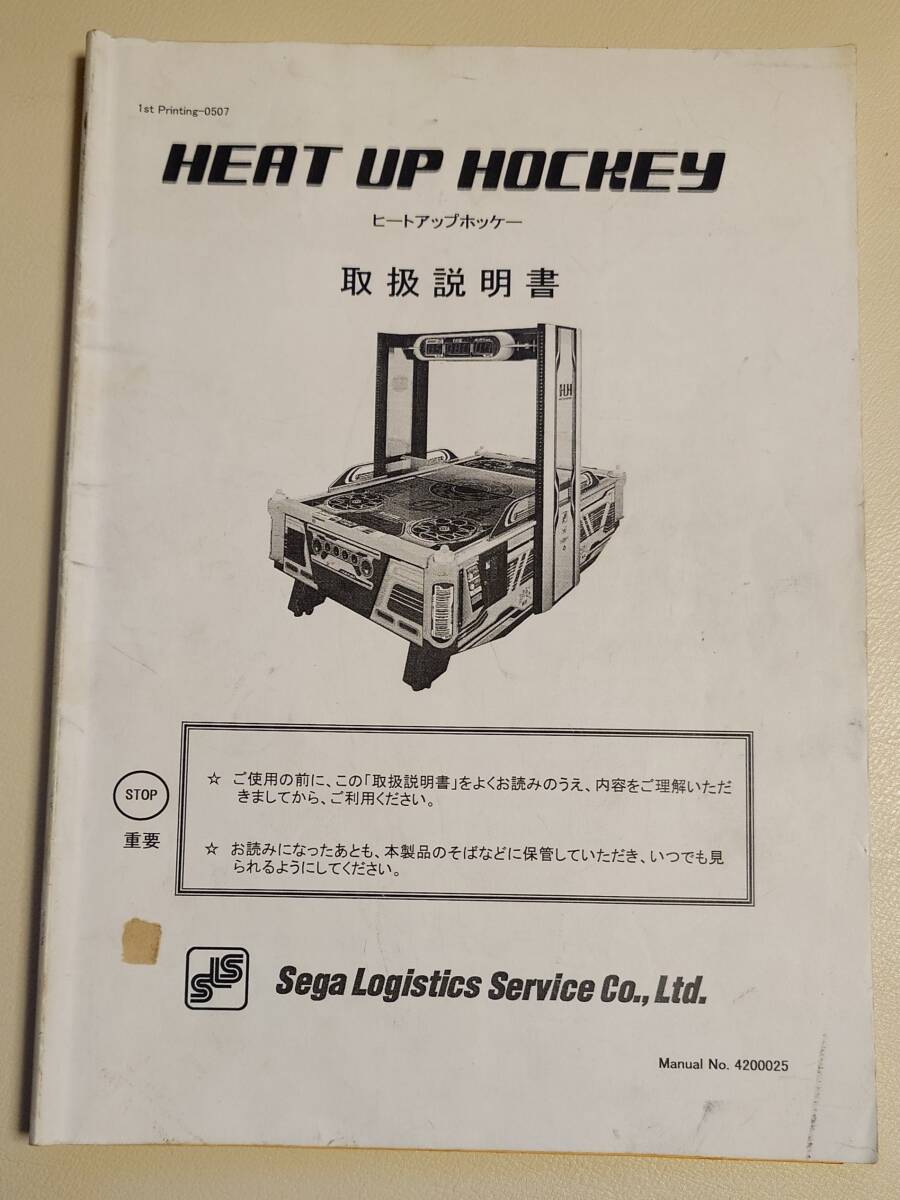 1st Printing-0507
HEAT UP HOCKEY
ヒートアップホッケー
取扱説明書
HUH
STOP
重要
☆ ご使用の前に、この「取扱説明書」をよくお読みのうえ、内容をご理解いただ
きましてから、ご利用ください。
☆ お読みになったあとも、本製品のそばなどに保管していただき、いつでも見
られるようにしてください。
SLS
Sega Logistics Service Co., Ltd.
Manual No. 4200025